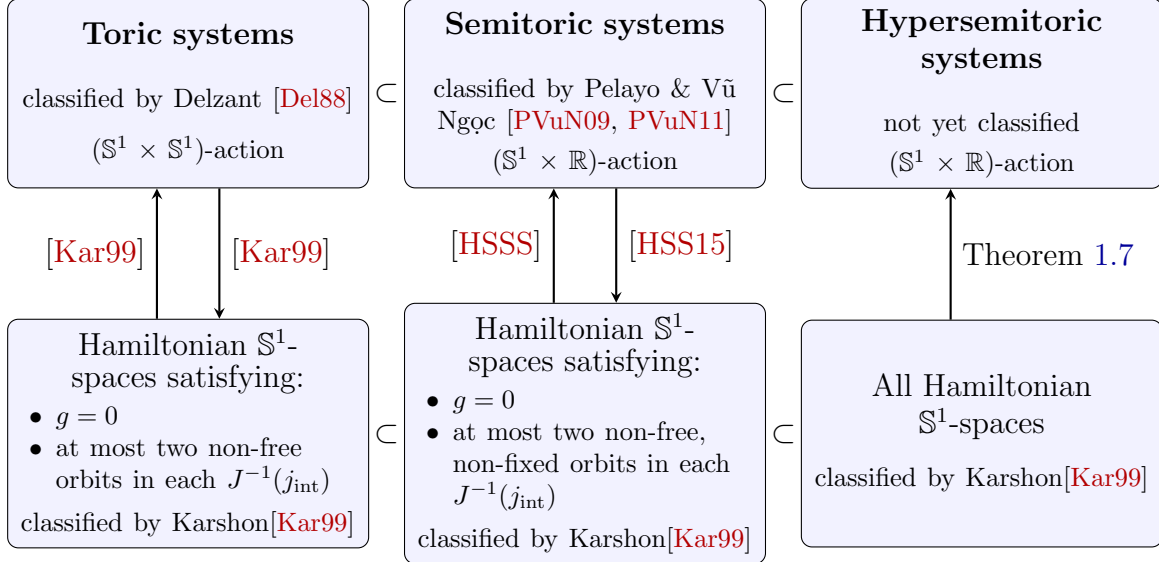 Toric systems
classified by Delzant [Del88]
(𝕊¹ × 𝕊¹)-action
⊂
Semitoric systems
classified by Pelayo & Vũ
Ngọc [PVuN09, PVuN11]
(𝕊¹ × ℝ)-action
⊂
Hypersemitoric
systems
not yet classified
(𝕊¹ × ℝ)-action
[Kar99]
[Kar99]
[HSSS]
[HSS15]
Theorem 1.7
Hamiltonian 𝕊¹-
spaces satisfying:
• g = 0
• at most two non-free
orbits in each J⁻¹(j_int)
classified by Karshon[Kar99]
⊂
Hamiltonian 𝕊¹-
spaces satisfying:
• g = 0
• at most two non-free,
non-fixed orbits in each
J⁻¹(j_int)
classified by Karshon[Kar99]
⊂
All Hamiltonian
𝕊¹-spaces
classified by Karshon[Kar99]